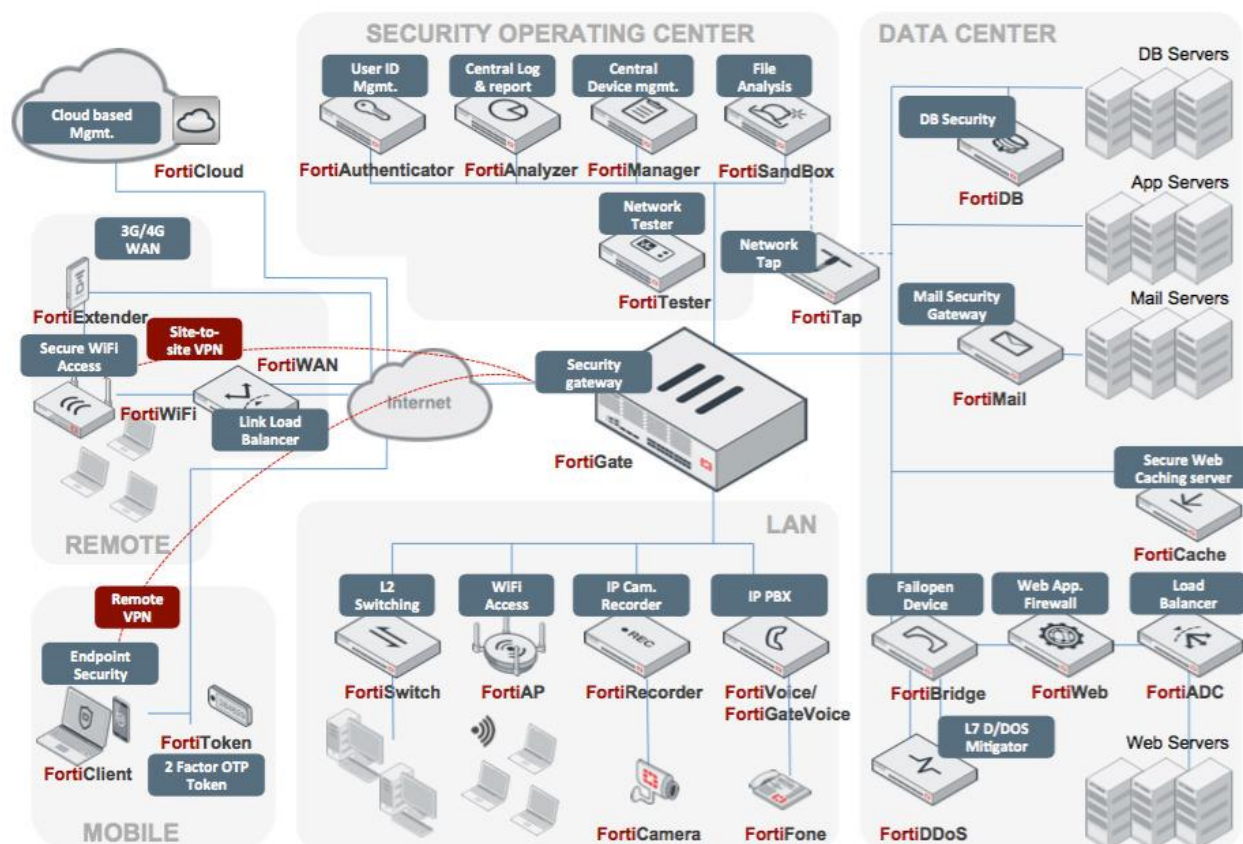 SECURITY OPERATING CENTER
DATA CENTER
Cloud based
Mgmt.
FortiCloud
User ID
Mgmt.
FortiAuthenticator
Central Log
& report
FortiAnalyzer
Central
Device mgmt.
FortiManager
File
Analysis
FortiSandBox
Network
Tester
FortiTester
Network
Tap
FortiTap
DB Servers
DB Security
FortiDB
App Servers
Mail Servers
Mail Security
Gateway
FortiMail
3G/4G
WAN
FortiExtender
Site-to-
site VPN
Secure WiFi
Access
FortiWiFi
FortiWAN
Link Load
Balancer
Internet
Security
gateway
FortiGate
REMOTE
Secure Web
Caching server
FortiCache
LAN
L2
Switching
FortiSwitch
WiFi
Access
FortiAP
IP Cam.
Recorder
REC
FortiRecorder
IP PBX
FortiVoice/
FortiGateVoice
FortiCamera
FortiFone
Failopen
Device
FortiBridge
Web App.
Firewall
FortiWeb
Load
Balancer
FortiADC
L7 D/DOS
Mitigator
FortiDDoS
Web Servers
Remote
VPN
Endpoint
Security
FortiClient
FortiToken
2 Factor OTP
Token
MOBILE